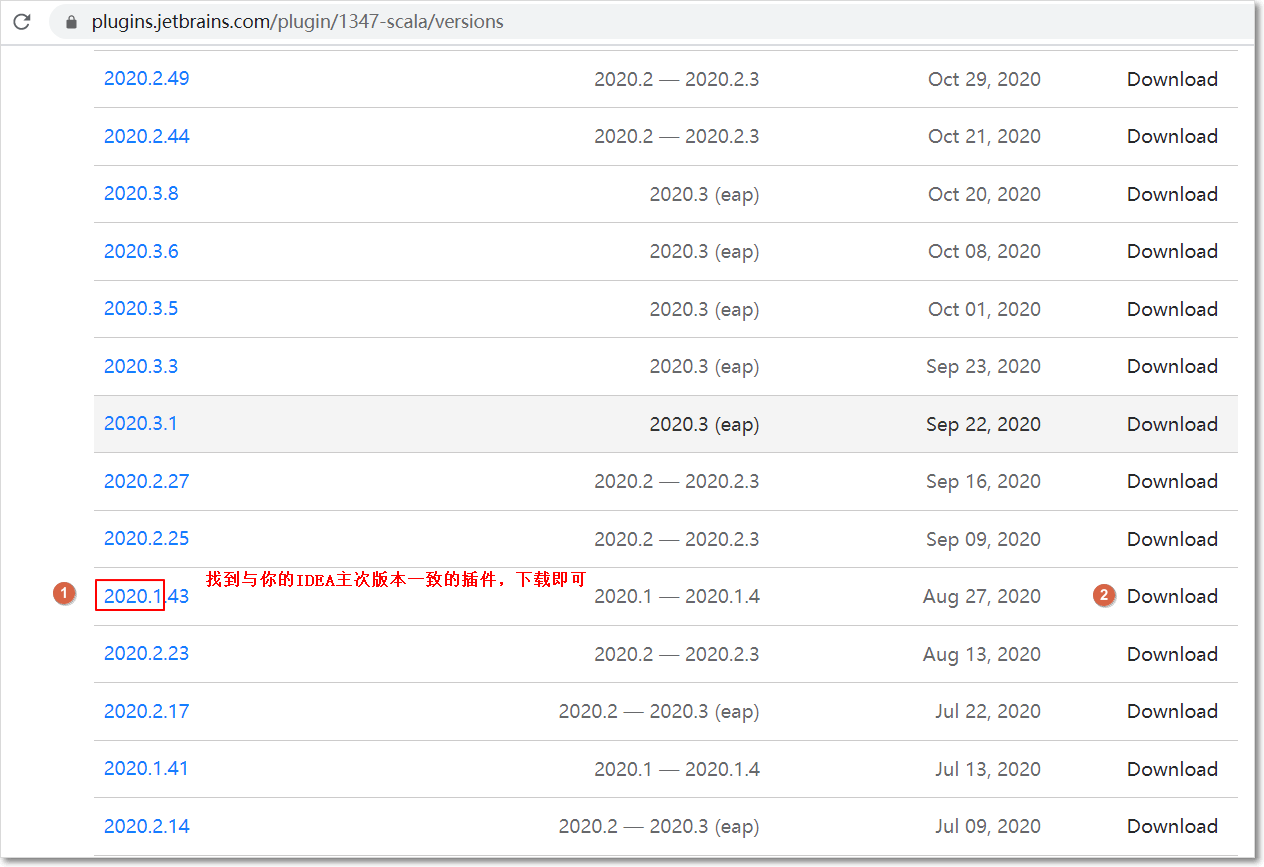 plugins.jetbrains.com/plugin/1347-scala/versions
2020.2.49 2020.2 — 2020.2.3 Oct 29, 2020 Download
2020.2.44 2020.2 — 2020.2.3 Oct 21, 2020 Download
2020.3.8 2020.3 (eap) Oct 20, 2020 Download
2020.3.6 2020.3 (eap) Oct 08, 2020 Download
2020.3.5 2020.3 (eap) Oct 01, 2020 Download
2020.3.3 2020.3 (eap) Sep 23, 2020 Download
2020.3.1 2020.3 (eap) Sep 22, 2020 Download
2020.2.27 2020.2 — 2020.2.3 Sep 16, 2020 Download
2020.2.25 2020.2 — 2020.2.3 Sep 09, 2020 Download
找到与你的IDEA主次版本一致的插件，下载即可
1 2020.1.43 2020.1 — 2020.1.4 Aug 27, 2020 2 Download
2020.2.23 2020.2 — 2020.2.3 Aug 13, 2020 Download
2020.2.17 2020.2 — 2020.3 (eap) Jul 22, 2020 Download
2020.1.41 2020.1 — 2020.1.4 Jul 13, 2020 Download
2020.2.14 2020.2 — 2020.3 (eap) Jul 09, 2020 Download